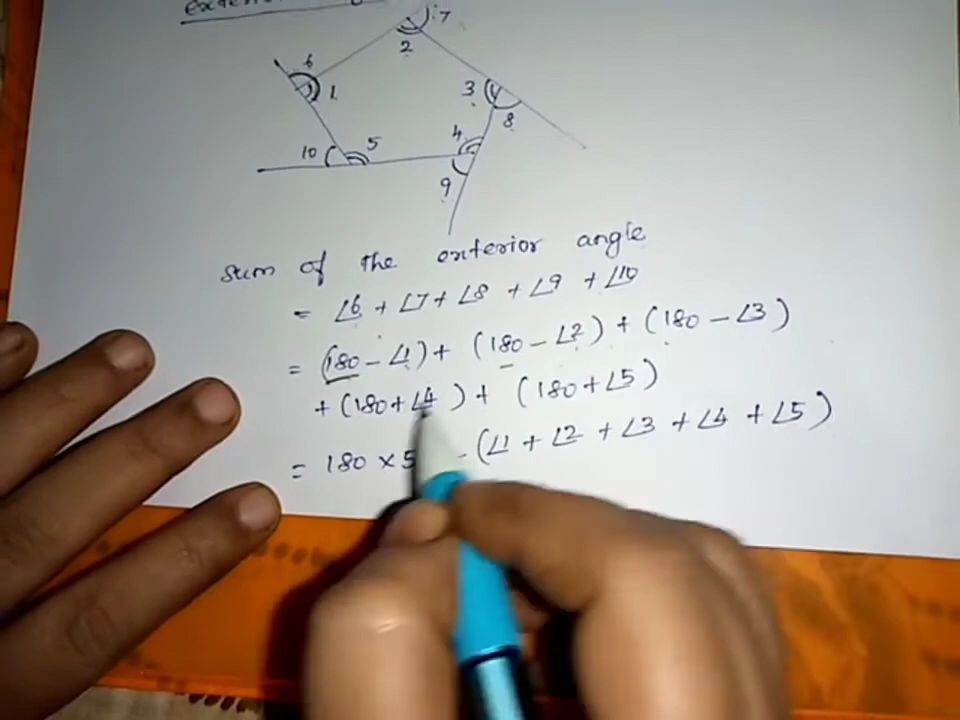 exterior
6
7
2
1
3
8
4
5
10
9
sum of the exterior angle
= ∠6 + ∠7 + ∠8 + ∠9 + ∠10
= (180 - ∠1) + (180 - ∠2) + (180 - ∠3)
+ (180 + ∠4) + (180 + ∠5)
= 180 × 5 - (∠1 + ∠2 + ∠3 + ∠4 + ∠5)